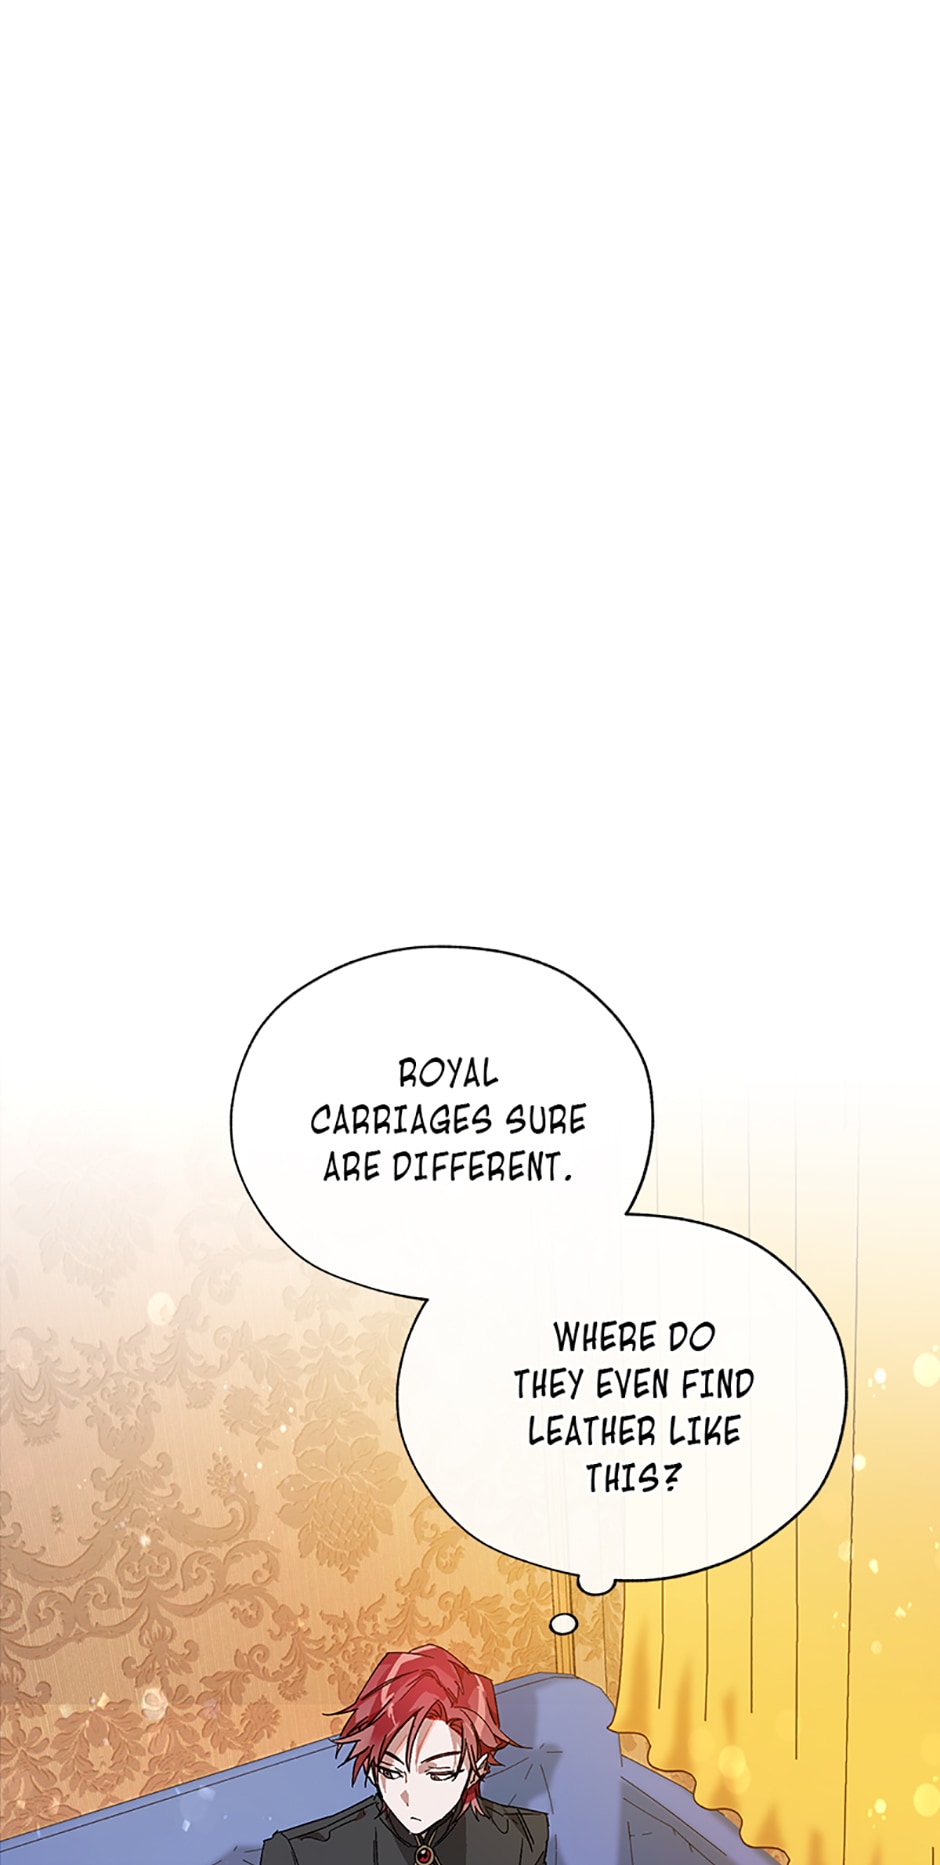 ROYAL
CARRIAGES SURE
ARE DIFFERENT.
WHERE DO
THEY EVEN FIND
LEATHER LIKE
THIS?